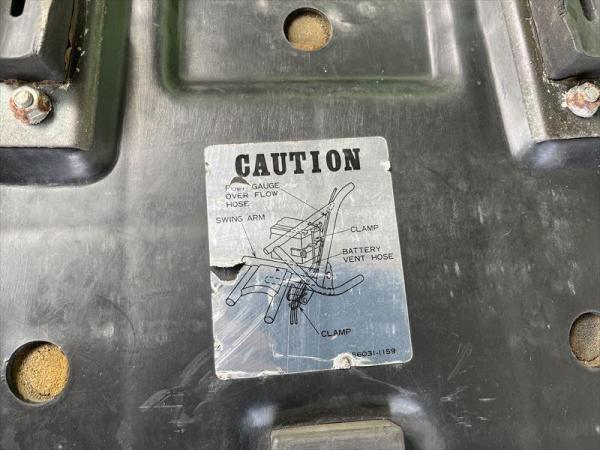 CAUTION
GAUGE
OVER FLOW
HOSE
SWING ARM
CLAMP
BATTERY
VENT HOSE
CLAMP
56031-1159